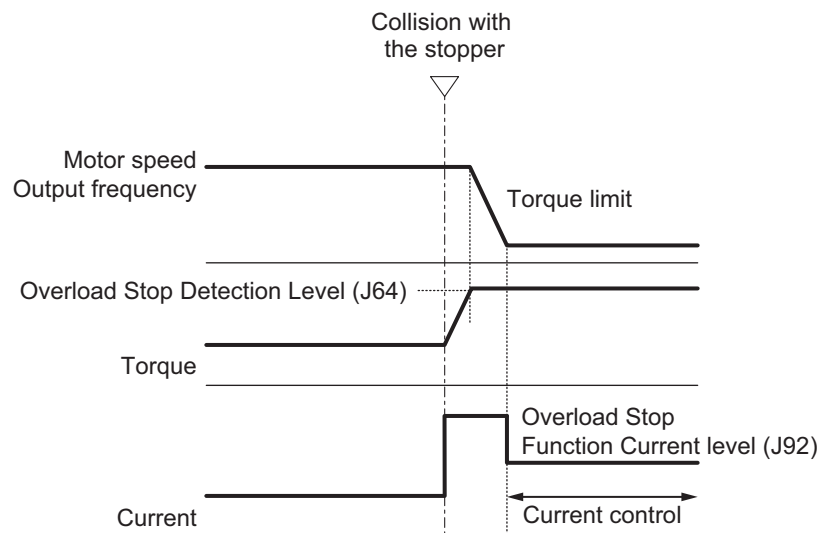 Collision with
the stopper
Motor speed
Output frequency
Torque limit
Overload Stop Detection Level (J64)
Torque
Overload Stop
Function Current level (J92)
Current
Current control